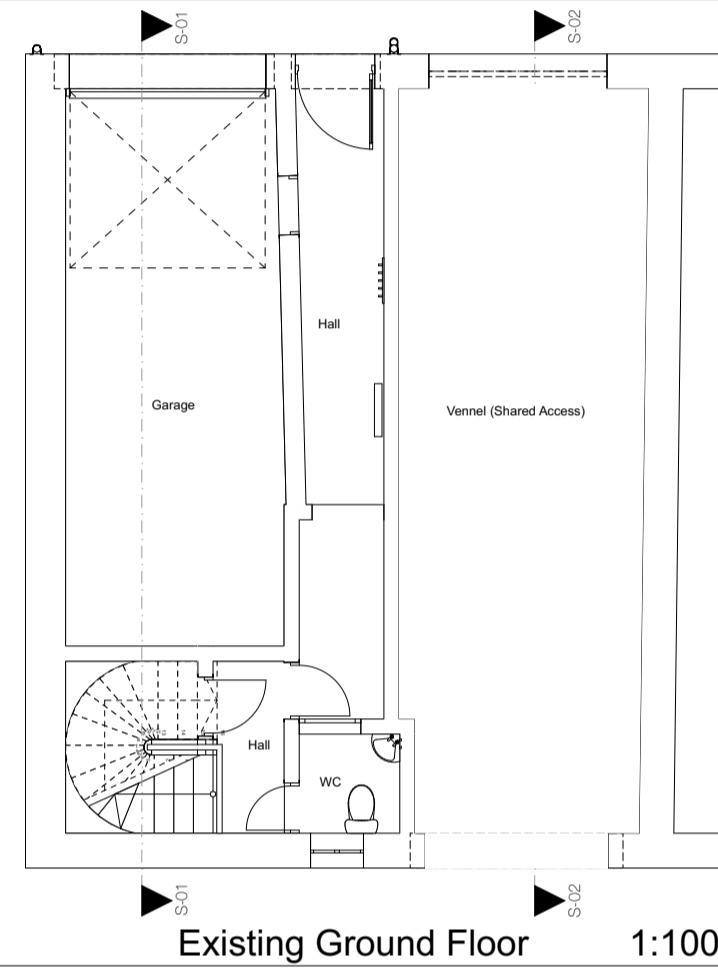 S-01
S-02
Hall
Garage
Vennel (Shared Access)
Hall
WC
S-01
S-02
Existing Ground Floor 1:100